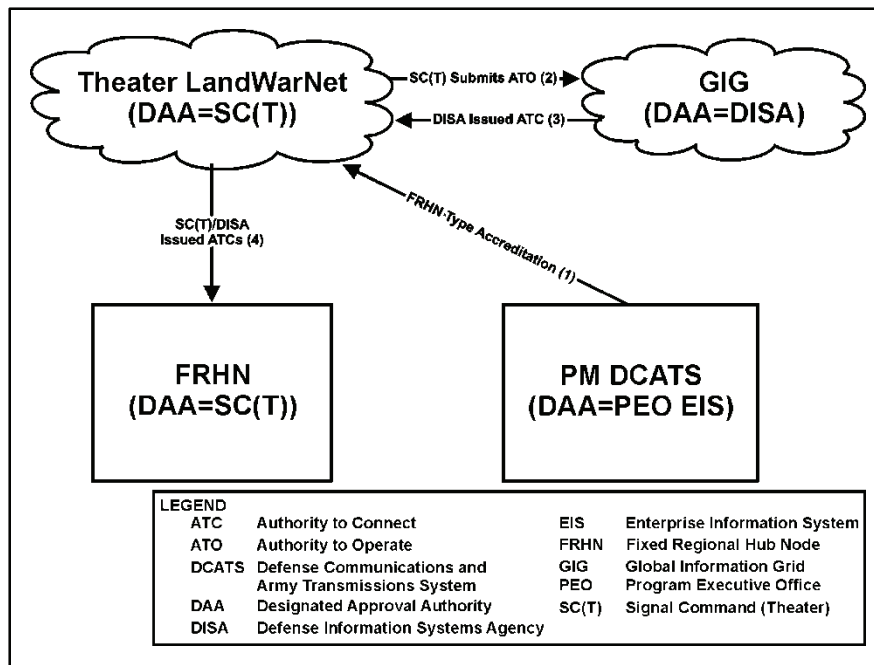 Theater LandWarNet
(DAA=SC(T))
SC(T) Submits ATO (2)
DISA Issued ATC (3)
GIG
(DAA=DISA)
SC(T)/DISA
Issued ATCs (4)
FRHN-Type Accreditation (1)
FRHN
(DAA=SC(T))
PM DCATS
(DAA=PEO EIS)
LEGEND
ATC Authority to Connect
ATO Authority to Operate
DCATS Defense Communications and
Army Transmissions System
DAA Designated Approval Authority
DISA Defense Information Systems Agency
EIS Enterprise Information System
FRHN Fixed Regional Hub Node
GIG Global Information Grid
PEO Program Executive Office
SC(T) Signal Command (Theater)